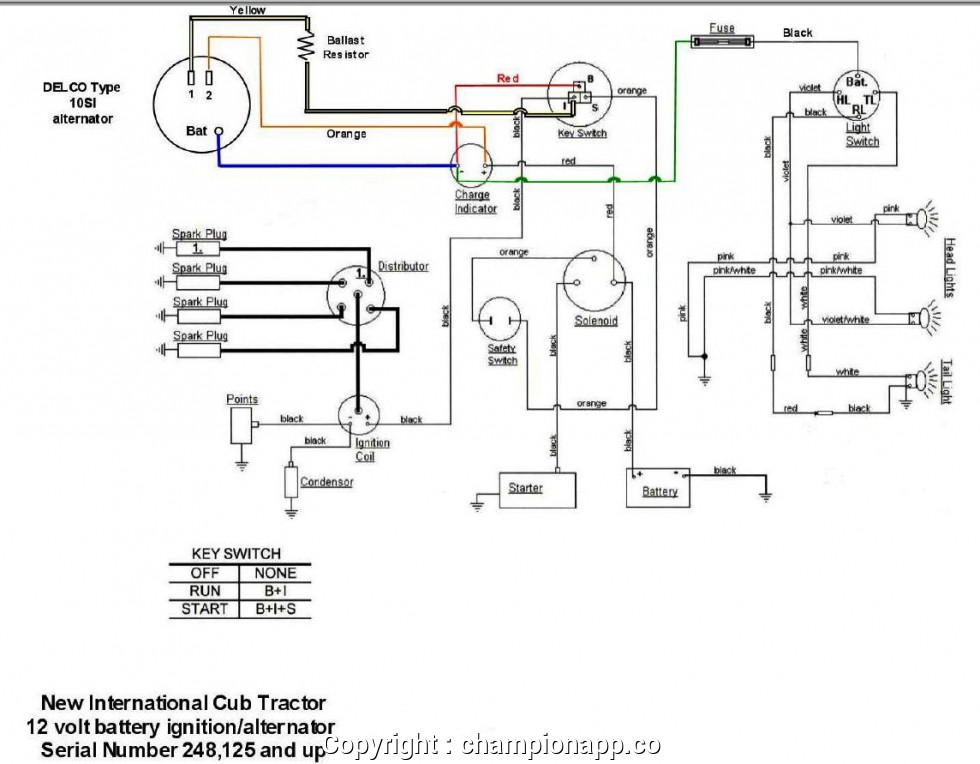 Yellow
Ballast
Resistor
DELCO Type
10SI
alternator
1 2
Bat
Orange
Red
B
I
S
Key Switch
orange
black
Fuse
Black
Bat.
HL TL
RL
Light
Switch
violet
black
black
violet
red
Charge
Indicator
- +
black
red
orange
orange
Spark Plug
1.
Spark Plug
Spark Plug
Spark Plug
1.
Distributor
Solenoid
Safety
Switch
black
black
black
pink
violet
pink
pink
pink/white
pink/white
pink
white
black
violet/white
white
white
red
black
Head Lights
Tail Light
orange
Points
black
- +
black
Ignition
Coil
black
Condensor
black
black
Starter
+ -
Battery
black
KEY SWITCH
OFF NONE
RUN B+I
START B+I+S
New International Cub Tractor
12 volt battery ignition/alternator
Serial Number 248,125 and up
Copyright : championapp.co